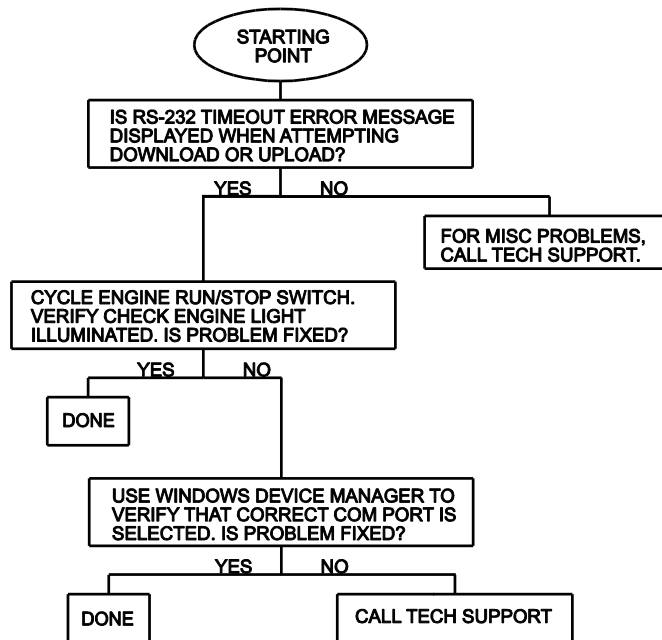 STARTING
POINT
IS RS-232 TIMEOUT ERROR MESSAGE
DISPLAYED WHEN ATTEMPTING
DOWNLOAD OR UPLOAD?
YES NO
FOR MISC PROBLEMS,
CALL TECH SUPPORT.
CYCLE ENGINE RUN/STOP SWITCH.
VERIFY CHECK ENGINE LIGHT
ILLUMINATED. IS PROBLEM FIXED?
YES NO
DONE
USE WINDOWS DEVICE MANAGER TO
VERIFY THAT CORRECT COM PORT IS
SELECTED. IS PROBLEM FIXED?
YES NO
DONE
CALL TECH SUPPORT